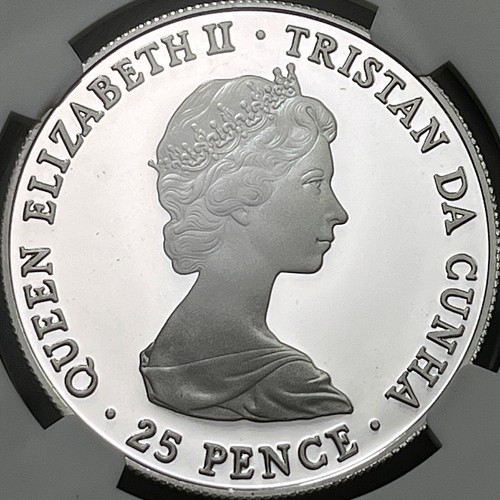 QUEEN ELIZABETH II · TRISTAN DA CUNHA
· 25 PENCE ·